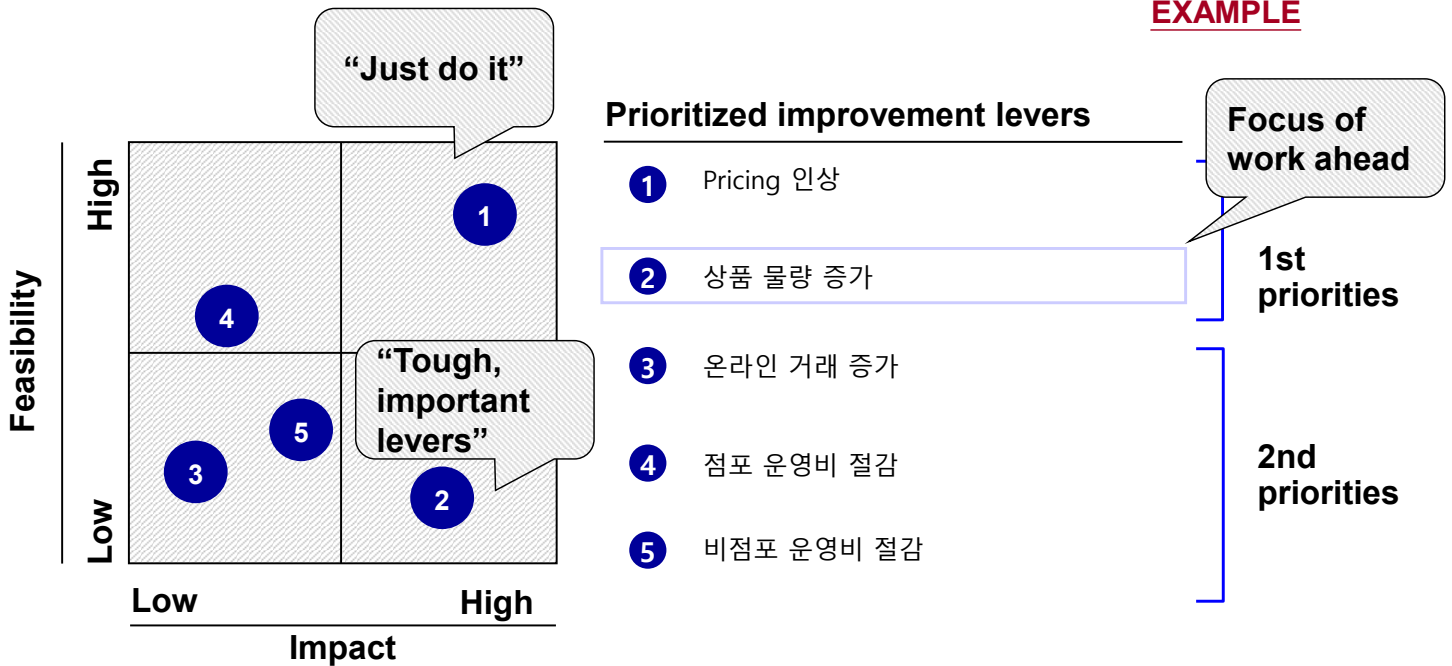 EXAMPLE
“Just do it”
Prioritized improvement levers
Focus of
work ahead
Feasibility
High
Low
1
4
“Tough,
important
levers”
5
3
2
Low
High
Impact
1 Pricing 인상
2 상품 물량 증가
3 온라인 거래 증가
4 점포 운영비 절감
5 비점포 운영비 절감
1st
priorities
2nd
priorities